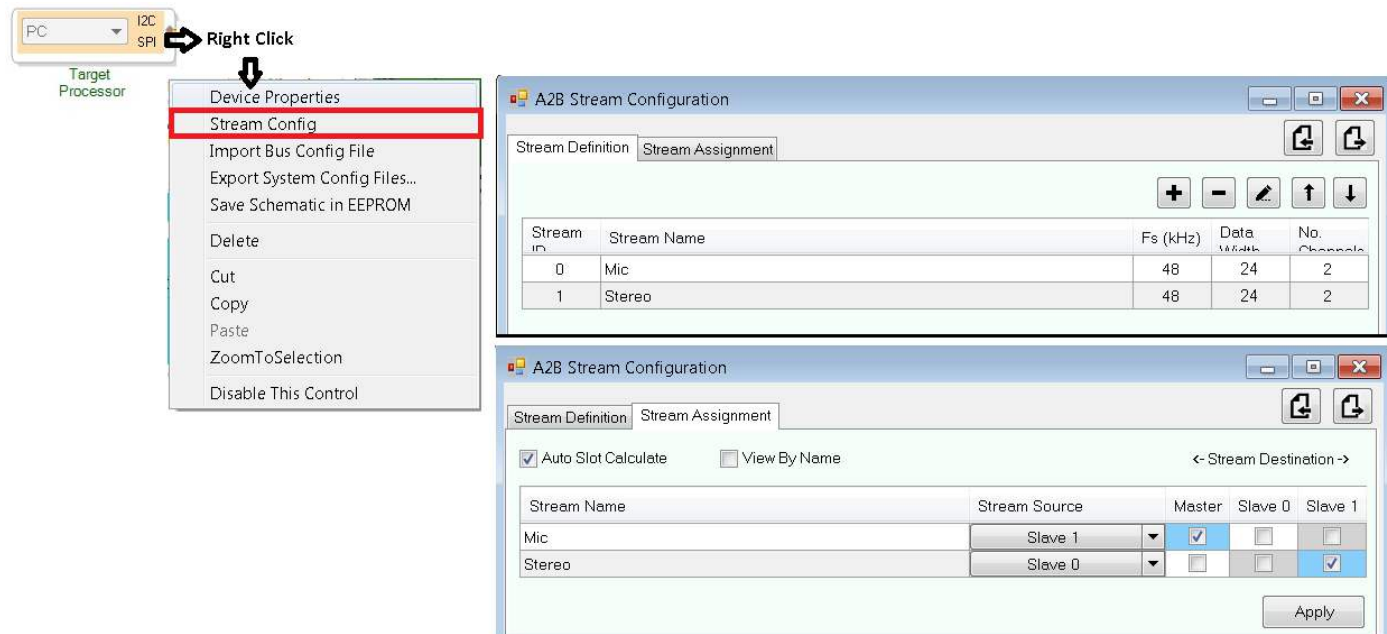 PC
I2C
SPI
Right Click
Target
Processor
Device Properties
Stream Config
Import Bus Config File
Export System Config Files...
Save Schematic in EEPROM
Delete
Cut
Copy
Paste
ZoomToSelection
Disable This Control
A2B Stream Configuration
Stream Definition Stream Assignment
Stream ID Stream Name Fs (kHz) Data Width No. Channels
0 Mic 48 24 2
1 Stereo 48 24 2
A2B Stream Configuration
Stream Definition Stream Assignment
Auto Slot Calculate View By Name <- Stream Destination ->
Stream Name Stream Source Master Slave 0 Slave 1
Mic Slave 1
Stereo Slave 0
Apply